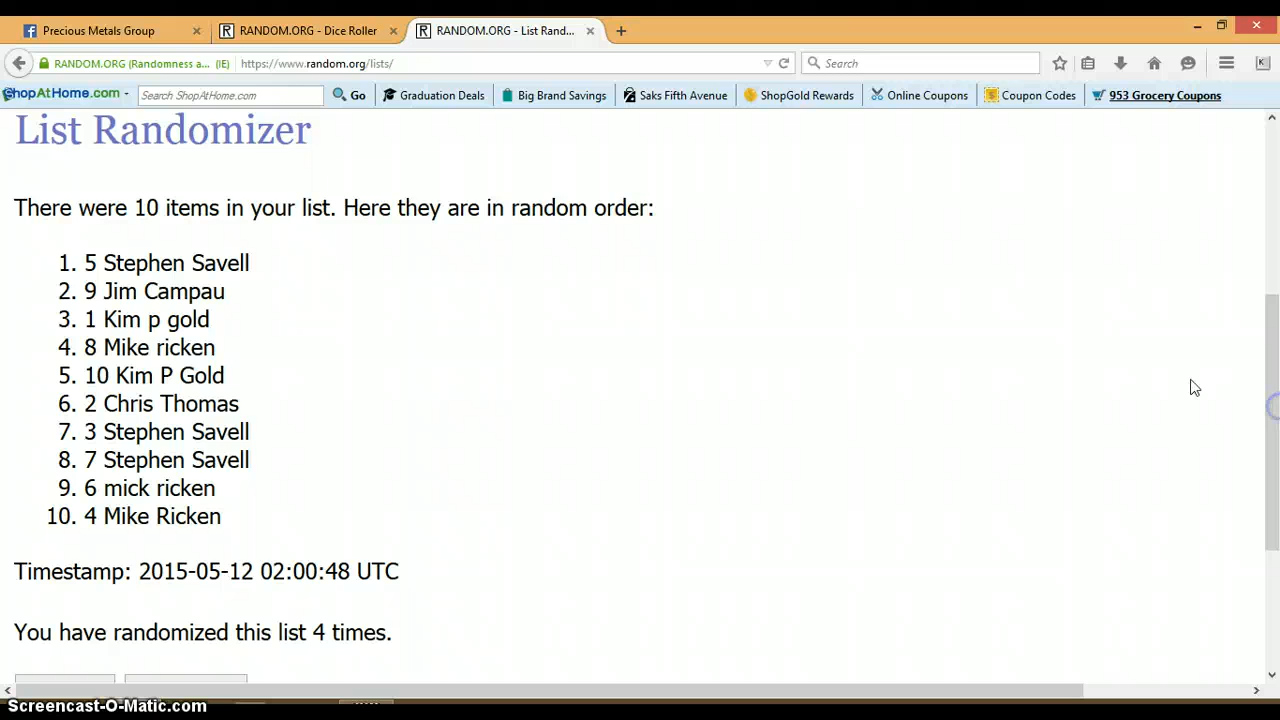 Precious Metals Group
RANDOM.ORG - Dice Roller
RANDOM.ORG - List Rand...
RANDOM.ORG (Randomness a... (IE)
https://www.random.org/lists/
Search
ShopAtHome.com
Search ShopAtHome.com
Go
Graduation Deals
Big Brand Savings
Saks Fifth Avenue
ShopGold Rewards
Online Coupons
Coupon Codes
953 Grocery Coupons
List Randomizer
There were 10 items in your list. Here they are in random order:
1. 5 Stephen Savell
2. 9 Jim Campau
3. 1 Kim p gold
4. 8 Mike ricken
5. 10 Kim P Gold
6. 2 Chris Thomas
7. 3 Stephen Savell
8. 7 Stephen Savell
9. 6 mick ricken
10. 4 Mike Ricken
Timestamp: 2015-05-12 02:00:48 UTC
You have randomized this list 4 times.
Screencast-O-Matic.com